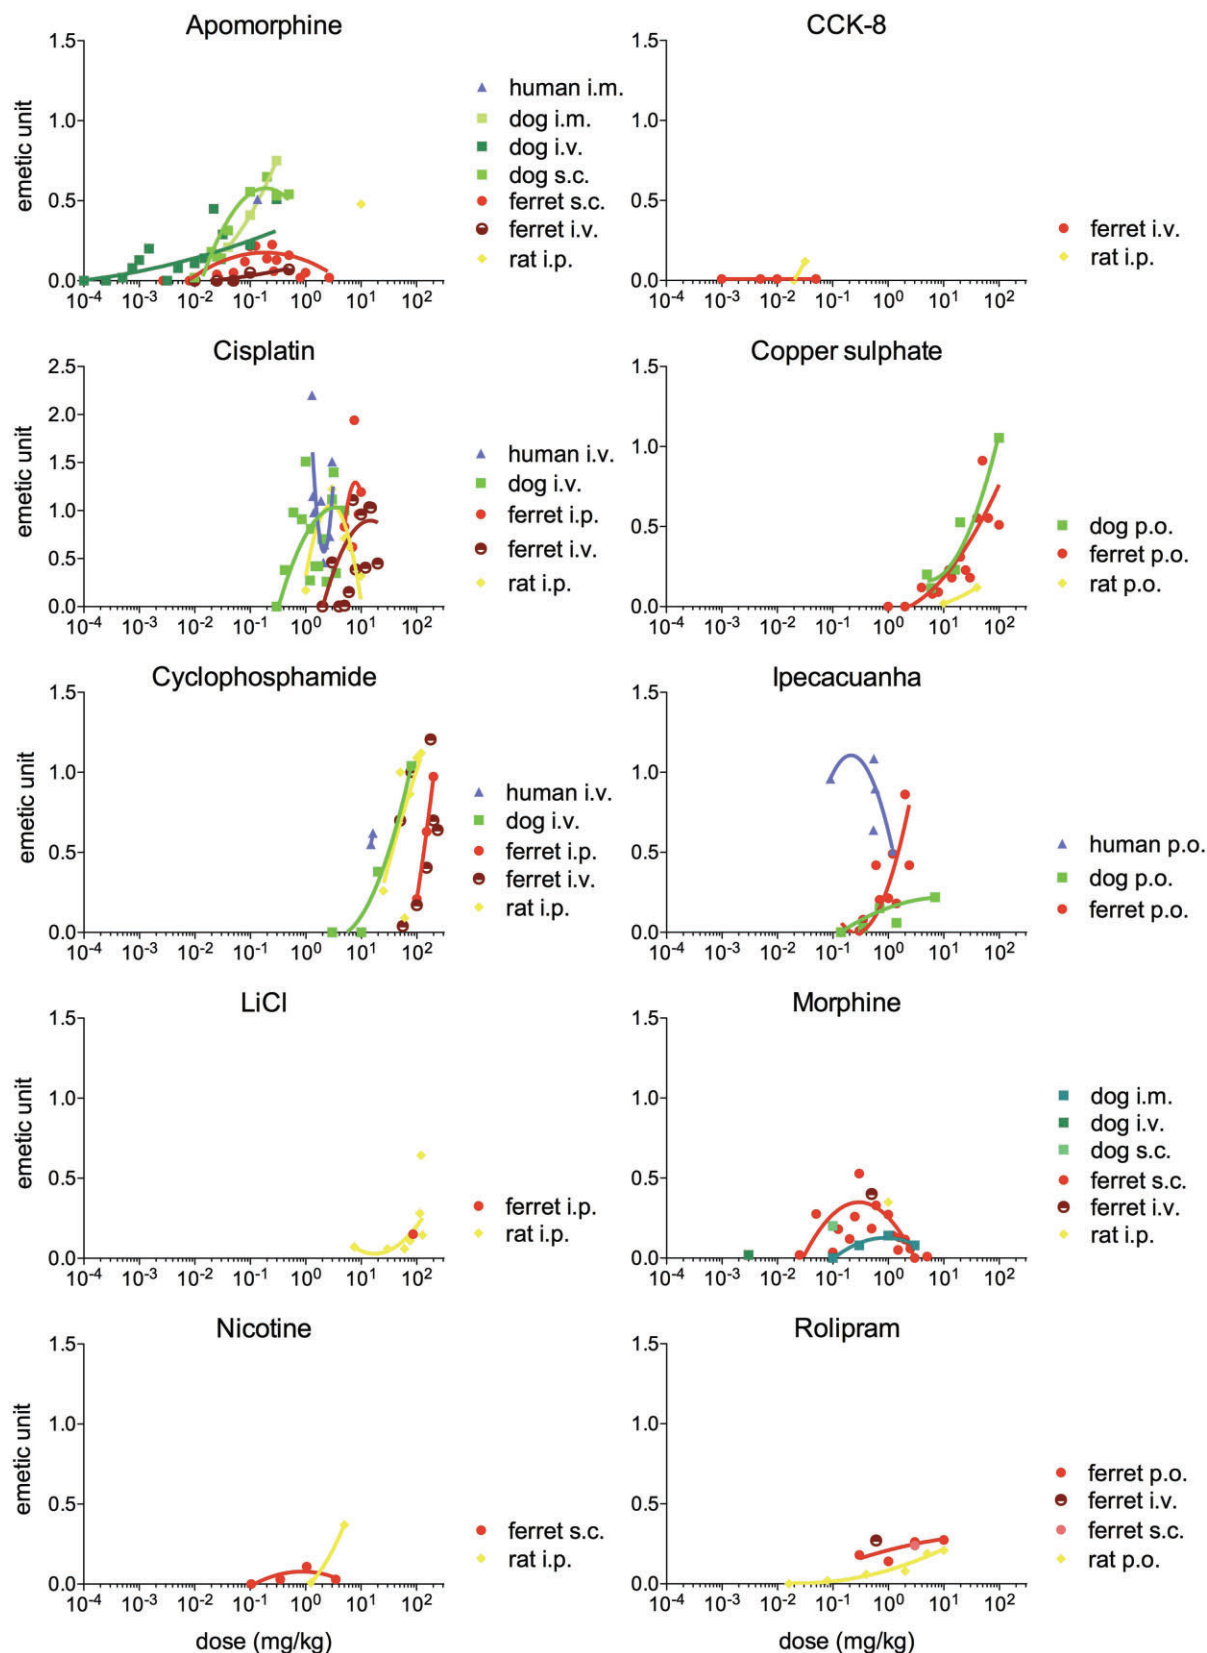 Apomorphine
1.5
1.0
0.5
0.0
emetic unit
10-4 10-3 10-2 10-1 100 101 102
human i.m.
dog i.m.
dog i.v.
dog s.c.
ferret s.c.
ferret i.v.
rat i.p.
CCK-8
1.5
1.0
0.5
0.0
10-4 10-3 10-2 10-1 100 101 102
ferret i.v.
rat i.p.
Cisplatin
2.5
2.0
1.5
1.0
0.5
0.0
emetic unit
10-4 10-3 10-2 10-1 100 101 102
human i.v.
dog i.v.
ferret i.p.
ferret i.v.
rat i.p.
Copper sulphate
1.5
1.0
0.5
0.0
10-4 10-3 10-2 10-1 100 101 102
dog p.o.
ferret p.o.
rat p.o.
Cyclophosphamide
1.5
1.0
0.5
0.0
emetic unit
10-4 10-3 10-2 10-1 100 101 102
human i.v.
dog i.v.
ferret i.p.
ferret i.v.
rat i.p.
Ipecacuanha
1.5
1.0
0.5
0.0
10-4 10-3 10-2 10-1 100 101 102
human p.o.
dog p.o.
ferret p.o.
LiCl
1.5
1.0
0.5
0.0
emetic unit
10-4 10-3 10-2 10-1 100 101 102
ferret i.p.
rat i.p.
Morphine
1.5
1.0
0.5
0.0
10-4 10-3 10-2 10-1 100 101 102
dog i.m.
dog i.v.
dog s.c.
ferret s.c.
ferret i.v.
rat i.p.
Nicotine
1.5
1.0
0.5
0.0
emetic unit
10-4 10-3 10-2 10-1 100 101 102
dose (mg/kg)
ferret s.c.
rat i.p.
Rolipram
1.5
1.0
0.5
0.0
10-4 10-3 10-2 10-1 100 101 102
dose (mg/kg)
ferret p.o.
ferret i.v.
ferret s.c.
rat p.o.